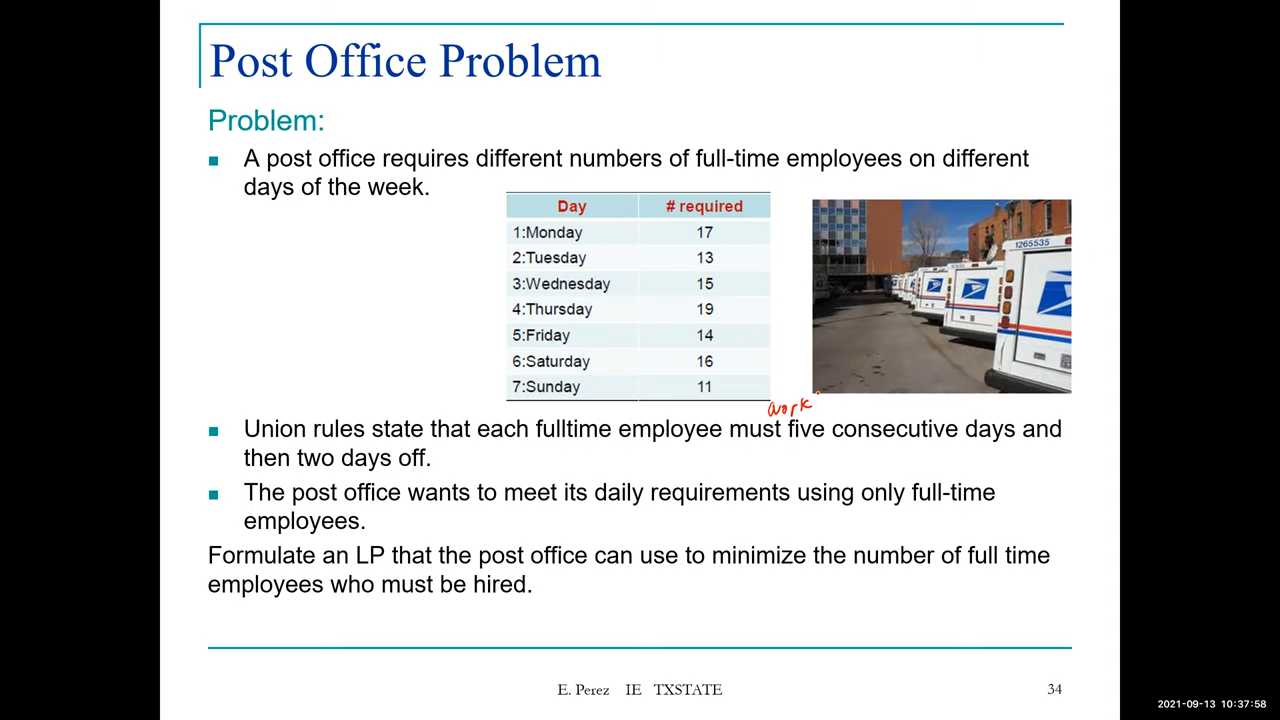 Post Office Problem
Problem:
■ A post office requires different numbers of full-time employees on different
days of the week.
Day # required
1:Monday 17
2:Tuesday 13
3:Wednesday 15
4:Thursday 19
5:Friday 14
6:Saturday 16
7:Sunday 11
1265535
work
■ Union rules state that each fulltime employee must five consecutive days and
then two days off.
■ The post office wants to meet its daily requirements using only full-time
employees.
Formulate an LP that the post office can use to minimize the number of full time
employees who must be hired.
E. Perez IE TXSTATE
34
2021-09-13 10:37:58